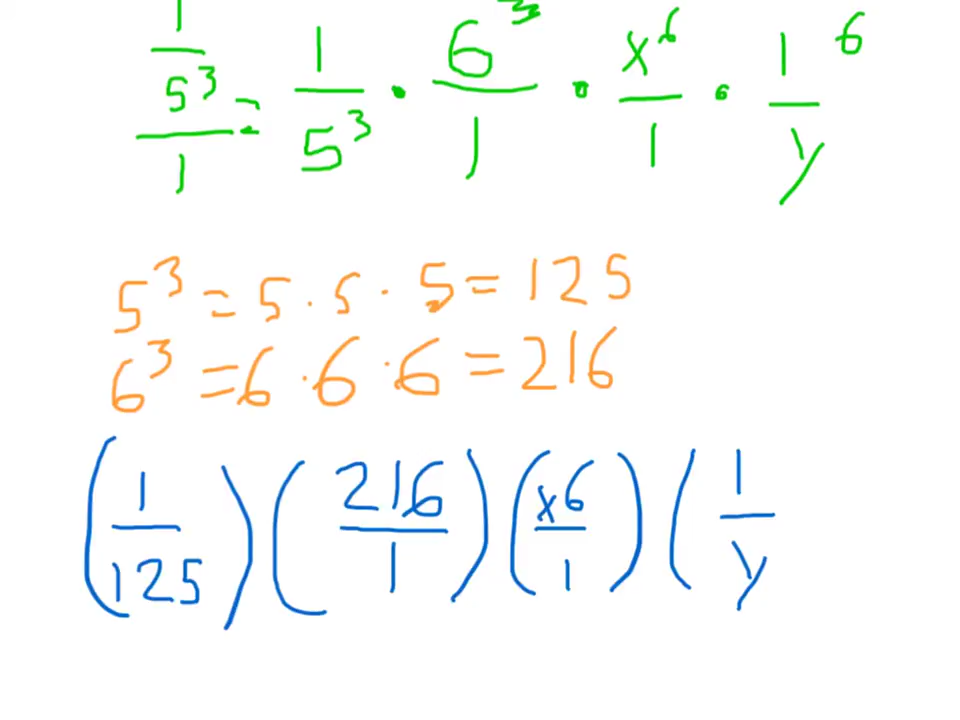 1/5³ / 1 = 1/5³ · 6³/1 · x⁶/1 · 1/y ⁶
5³ = 5 · 5 · 5 = 125
6³ = 6 · 6 · 6 = 216
(1/125) (216/1) (x6/1) (1/y